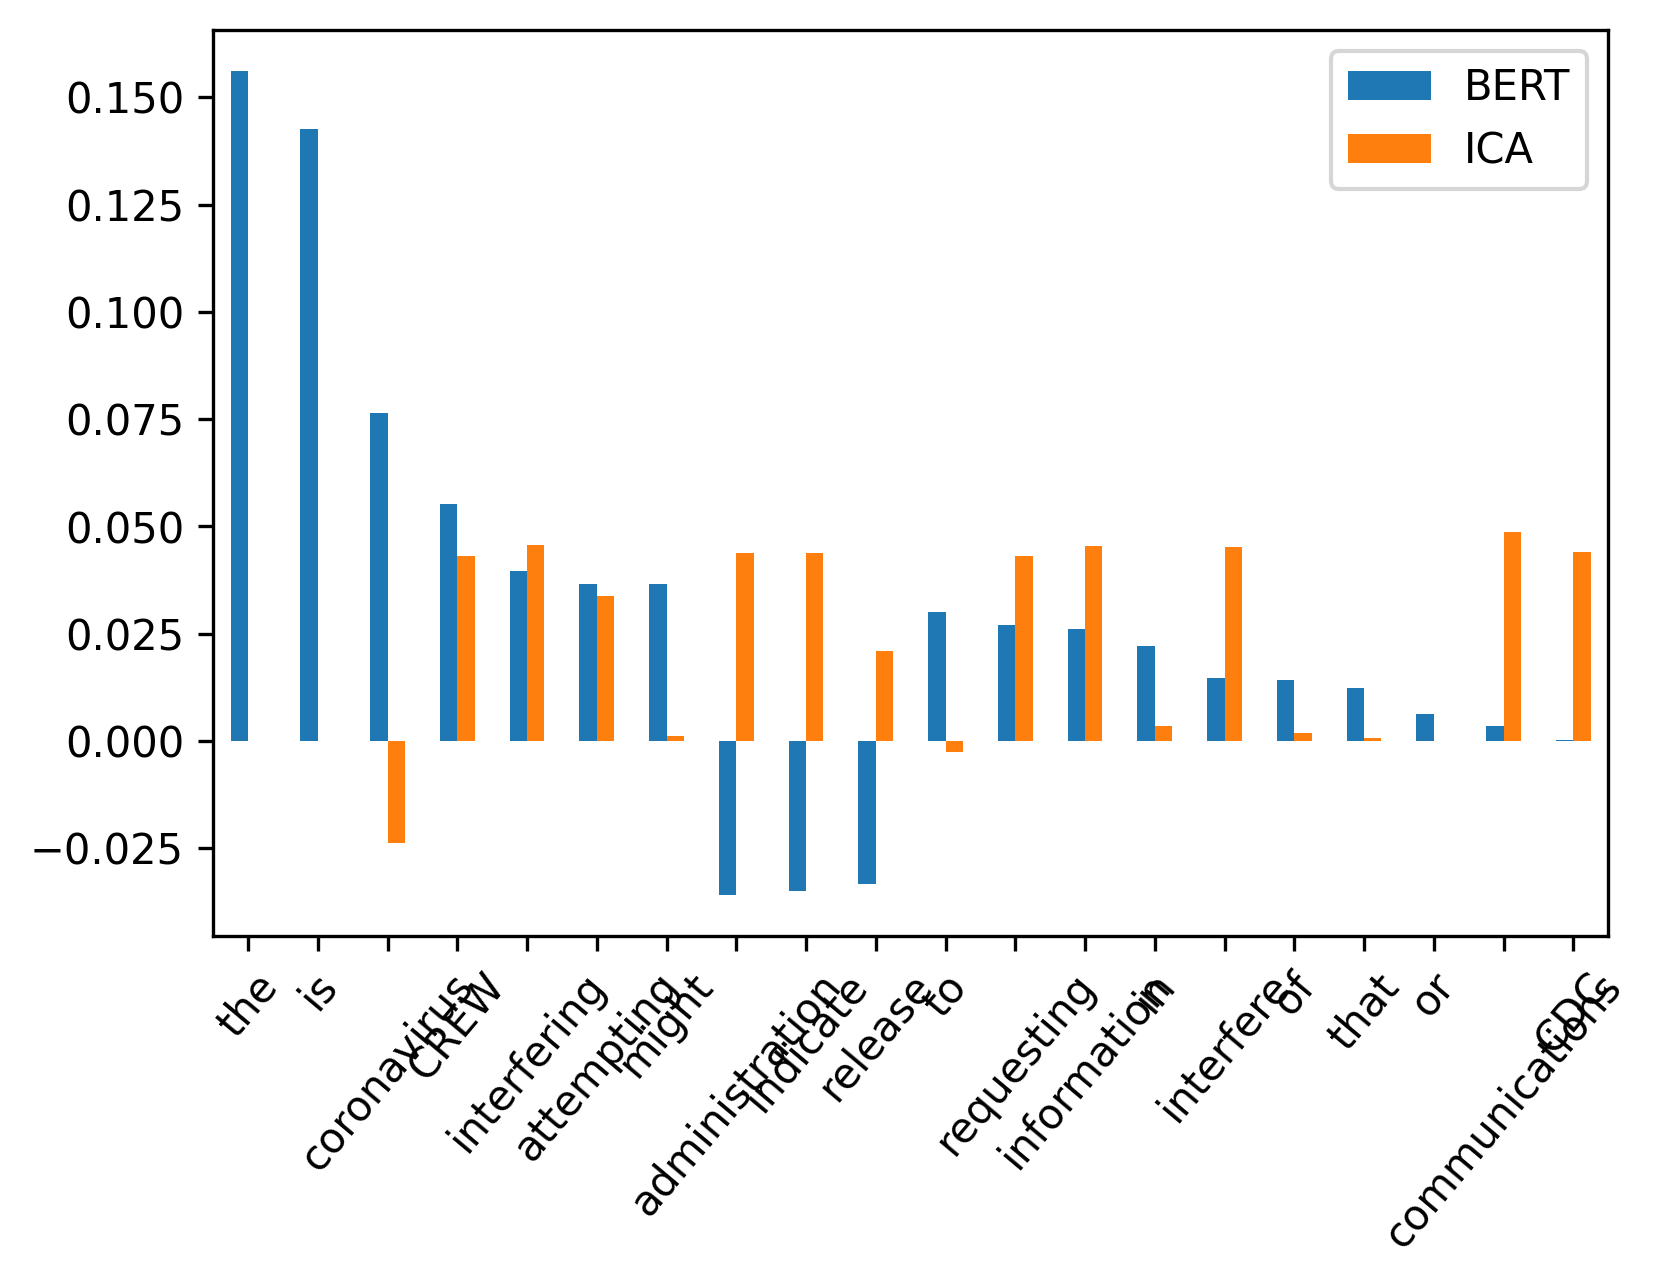 BERT
ICA
0.150
0.125
0.100
0.075
0.050
0.025
0.000
−0.025
the
is
coronavirus
CREW
interfering
attempting
might
administration
indicate
release
to
requesting
information
in
interfere
of
that
or
communications
CDC